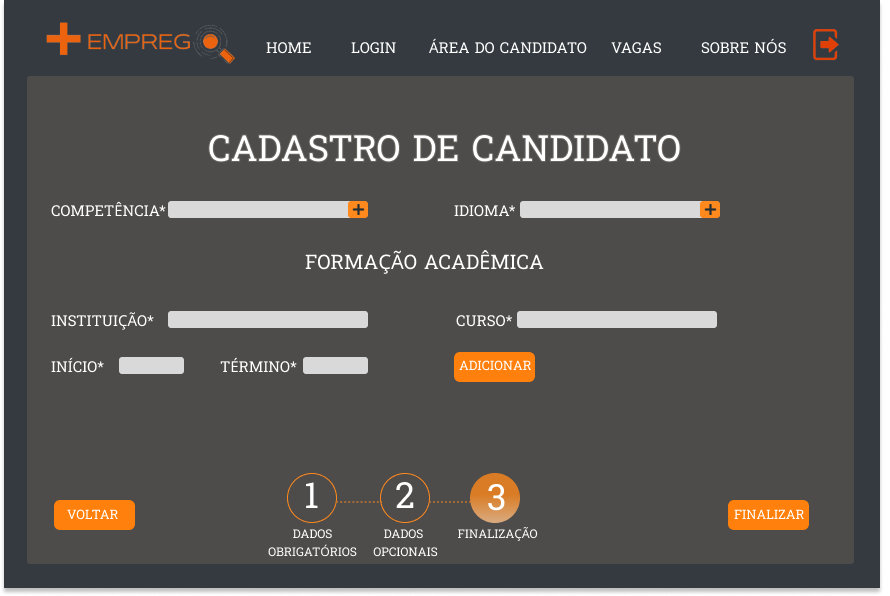 EMPREGO
HOME LOGIN ÁREA DO CANDIDATO VAGAS SOBRE NÓS
CADASTRO DE CANDIDATO
COMPETÊNCIA* + IDIOMA* +
FORMAÇÃO ACADÊMICA
INSTITUIÇÃO* CURSO*
INÍCIO* TÉRMINO* ADICIONAR
1 2 3
VOLTAR FINALIZAR
DADOS DADOS FINALIZAÇÃO
OBRIGATÓRIOS OPCIONAIS